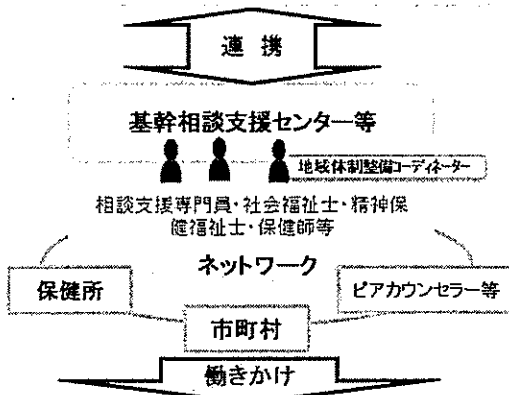 連携
基幹相談支援センター等
地域体制整備コーディネーター
相談支援専門員・社会福祉士・精神保
健福祉士・保健師等
ネットワーク
保健所
ピアカウンセラー等
市町村
働きかけ